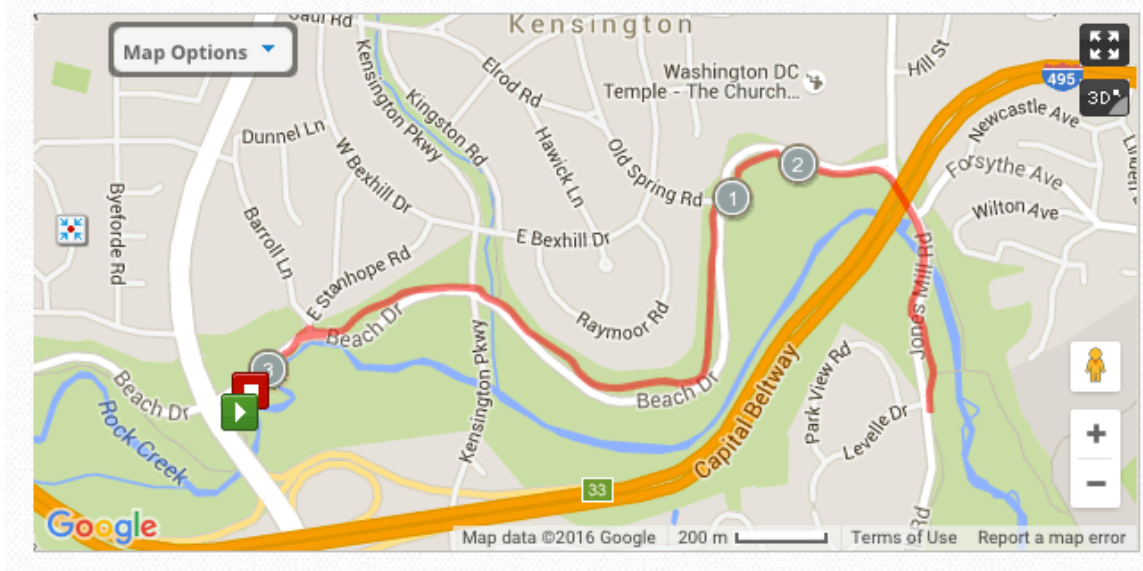 Saul Rd
Kensington
Map Options
Kensington Pkwy
Elrod Rd
Washington DC
Temple - The Church...
Hill St
495
3D
Kingston Rd
Newcastle Ave
Linden
Dunnel Ln
W Bexhill Dr
Hawick Ln
Old Spring Rd
2
Forsythe Ave
Byeforde Rd
Barroll Ln
1
Wilton Ave
E Bexhill Dr
E Stanhope Rd
Jones Mill Rd
Raymoor Rd
Beach Dr
3
Kensington Pkwy
Park View Rd
Beach Dr
Beach Dr
Rock Creek
Capital Beltway
Levelle Dr
+
33
−
Google
Rd
Map data ©2016 Google
200 m
Terms of Use
Report a map error